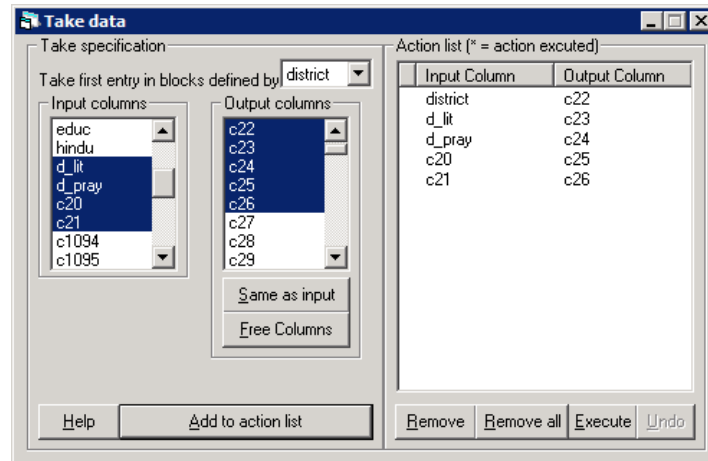 Take data
Take specification
Take first entry in blocks defined by district
Input columns
educ
hindu
d_lit
d_pray
c20
c21
c1094
c1095
Output columns
c22
c23
c24
c25
c26
c27
c28
c29
Same as input
Free Columns
Help
Add to action list
Action list (* = action excuted)
Input Column Output Column
district c22
d_lit c23
d_pray c24
c20 c25
c21 c26
Remove Remove all Execute Undo